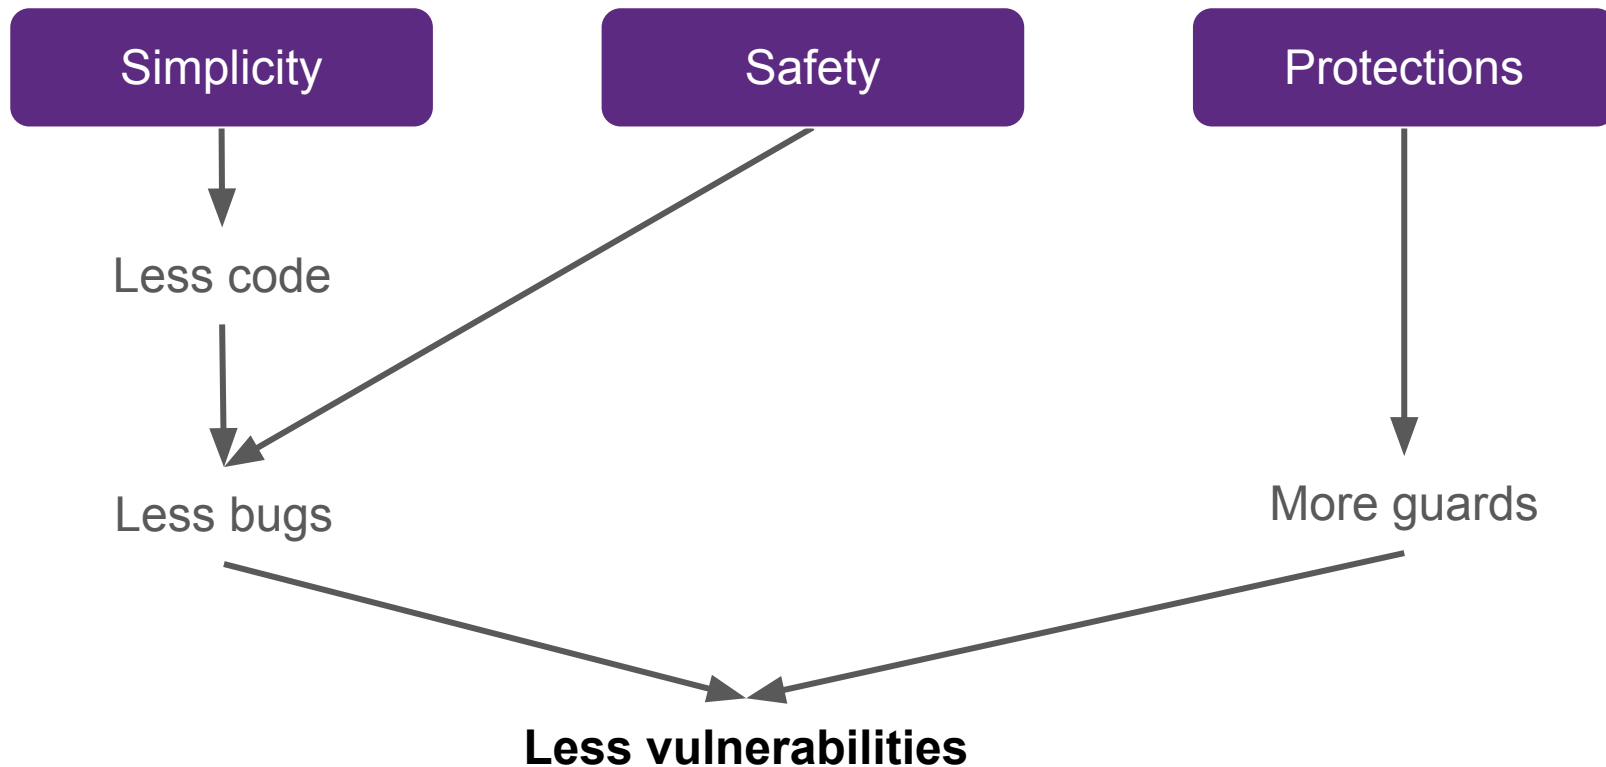 Simplicity
Safety
Protections
Less code
Less bugs
More guards
Less vulnerabilities